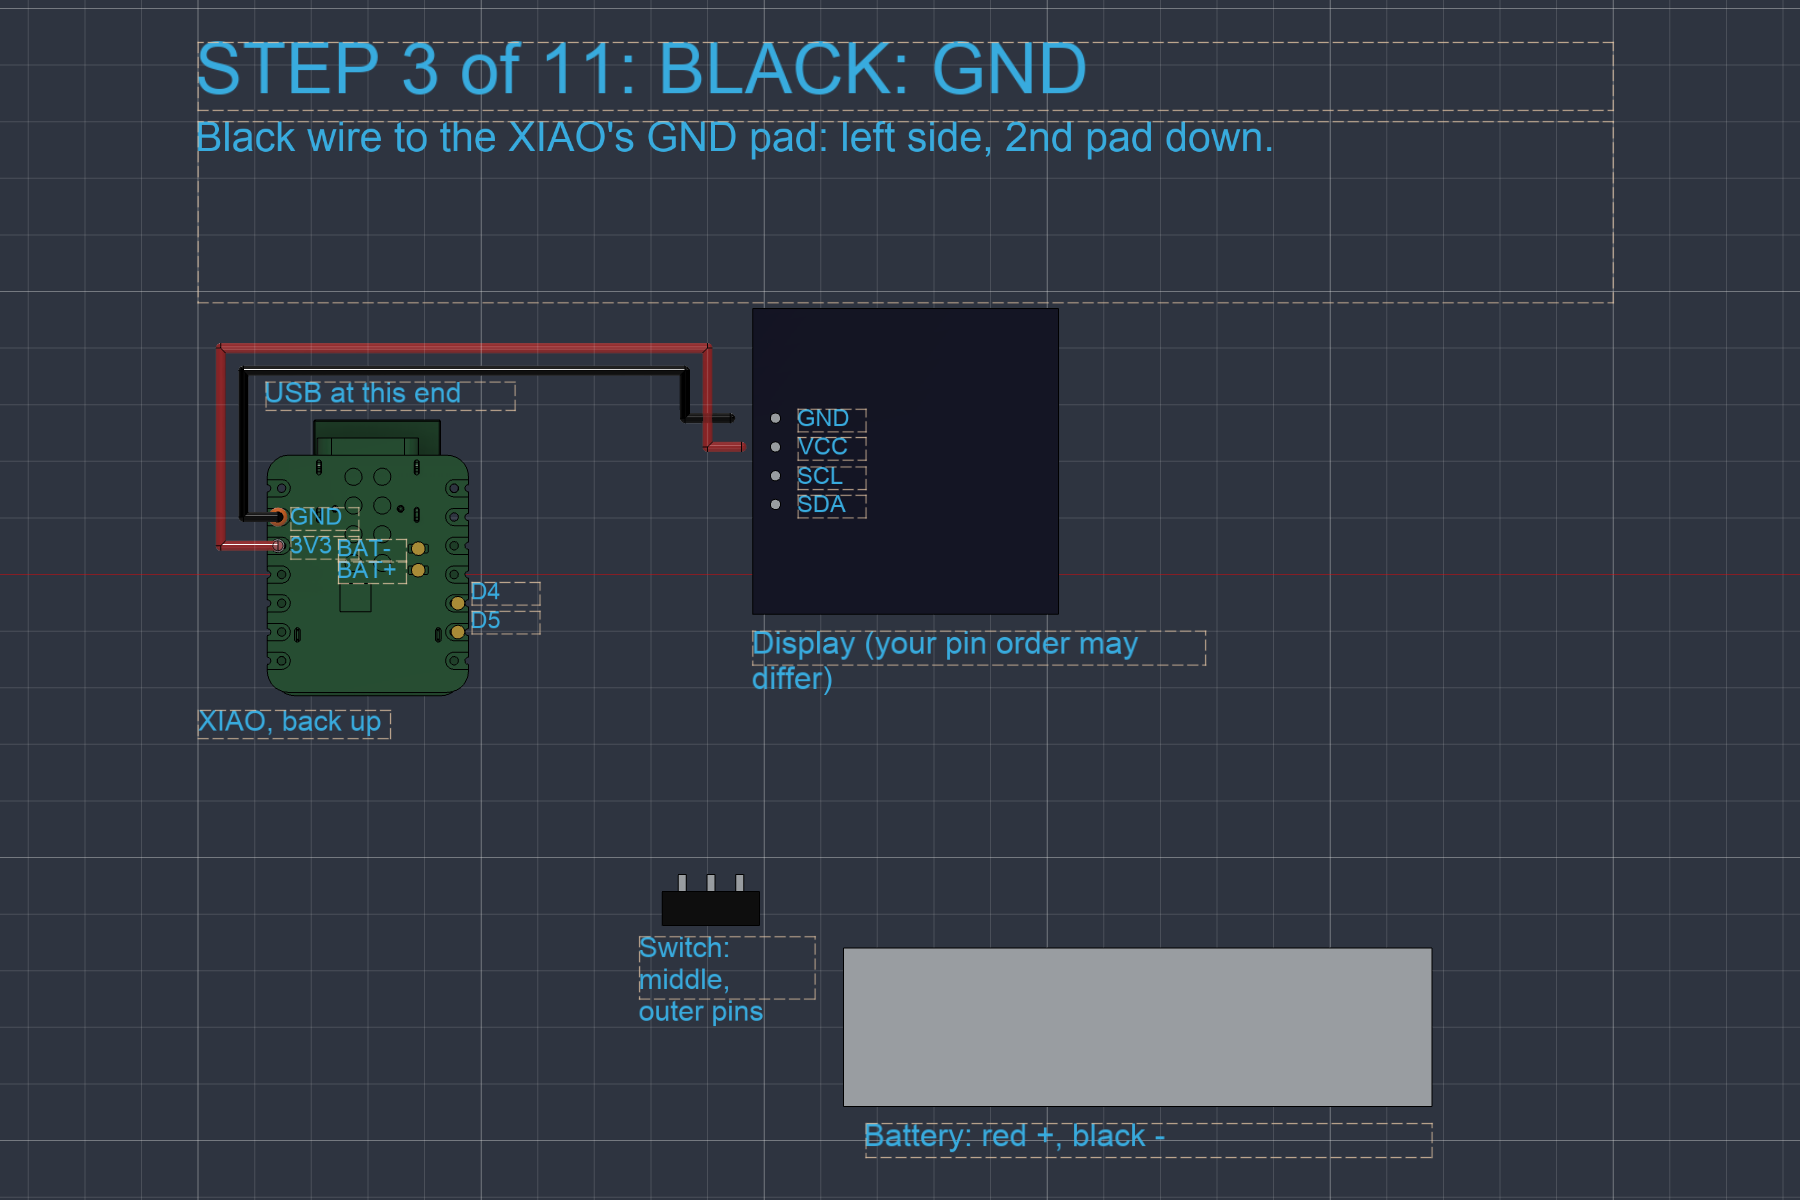 STEP 3 of 11: BLACK: GND
Black wire to the XIAO's GND pad: left side, 2nd pad down.
USB at this end
GND
VCC
SCL
SDA
GND
3V3
BAT-
BAT+
D4
D5
Display (your pin order may
differ)
XIAO, back up
Switch:
middle,
outer pins
Battery: red +, black -